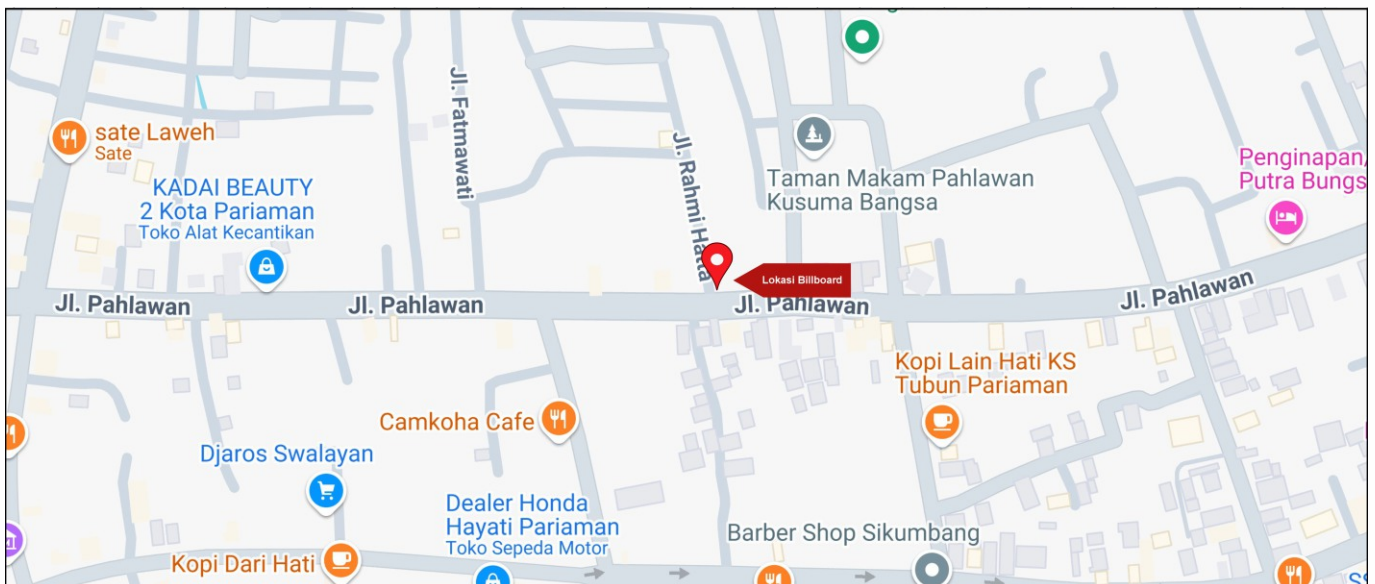 Jl. Fatmawati
sate Laweh
Sate
Jl. Rahmi Hatta
Penginapan/
Putra Bungs
Taman Makam Pahlawan
Kusuma Bangsa
KADAI BEAUTY
2 Kota Pariaman
Toko Alat Kecantikan
Lokasi Billboard
Jl. Pahlawan
Jl. Pahlawan
Jl. Pahlawan
Jl. Pahlawan
Kopi Lain Hati KS
Tubun Pariaman
Camkoha Cafe
Djaros Swalayan
Dealer Honda
Hayati Pariaman
Toko Sepeda Motor
Barber Shop Sikumbang
Kopi Dari Hati